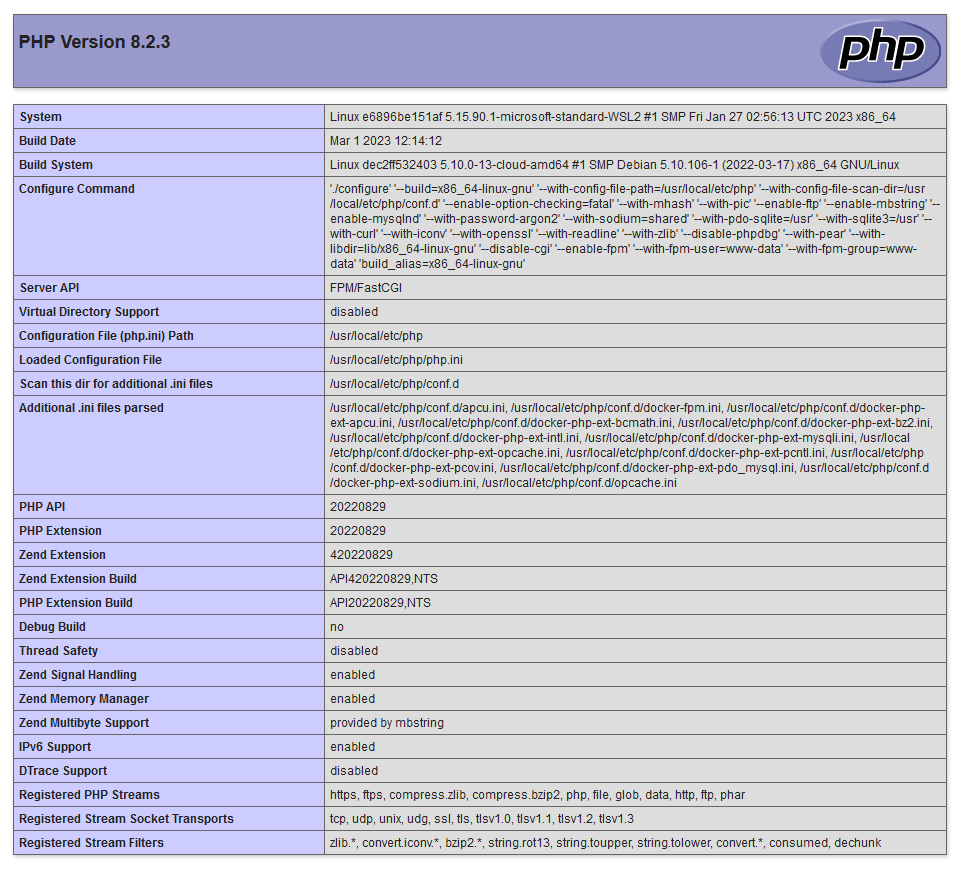 PHP Version 8.2.3
php
System
Linux e6896be151af 5.15.90.1-microsoft-standard-WSL2 #1 SMP Fri Jan 27 02:56:13 UTC 2023 x86_64
Build Date
Mar 1 2023 12:14:12
Build System
Linux dec2ff532403 5.10.0-13-cloud-amd64 #1 SMP Debian 5.10.106-1 (2022-03-17) x86_64 GNU/Linux
Configure Command
'./configure' '--build=x86_64-linux-gnu' '--with-config-file-path=/usr/local/etc/php' '--with-config-file-scan-dir=/usr
/local/etc/php/conf.d' '--enable-option-checking=fatal' '--with-mhash' '--with-pic' '--enable-ftp' '--enable-mbstring' '--
enable-mysqlnd' '--with-password-argon2' '--with-sodium=shared' '--with-pdo-sqlite=/usr' '--with-sqlite3=/usr' '--
with-curl' '--with-iconv' '--with-openssl' '--with-readline' '--with-zlib' '--disable-phpdbg' '--with-pear' '--with-
libdir=lib/x86_64-linux-gnu' '--disable-cgi' '--enable-fpm' '--with-fpm-user=www-data' '--with-fpm-group=www-
data' 'build_alias=x86_64-linux-gnu'
Server API
FPM/FastCGI
Virtual Directory Support
disabled
Configuration File (php.ini) Path
/usr/local/etc/php
Loaded Configuration File
/usr/local/etc/php/php.ini
Scan this dir for additional .ini files
/usr/local/etc/php/conf.d
Additional .ini files parsed
/usr/local/etc/php/conf.d/apcu.ini, /usr/local/etc/php/conf.d/docker-fpm.ini, /usr/local/etc/php/conf.d/docker-php-
ext-apcu.ini, /usr/local/etc/php/conf.d/docker-php-ext-bcmath.ini, /usr/local/etc/php/conf.d/docker-php-ext-bz2.ini,
/usr/local/etc/php/conf.d/docker-php-ext-intl.ini, /usr/local/etc/php/conf.d/docker-php-ext-mysqli.ini, /usr/local
/etc/php/conf.d/docker-php-ext-opcache.ini, /usr/local/etc/php/conf.d/docker-php-ext-pcntl.ini, /usr/local/etc/php
/conf.d/docker-php-ext-pcov.ini, /usr/local/etc/php/conf.d/docker-php-ext-pdo_mysql.ini, /usr/local/etc/php/conf.d
/docker-php-ext-sodium.ini, /usr/local/etc/php/conf.d/opcache.ini
PHP API
20220829
PHP Extension
20220829
Zend Extension
420220829
Zend Extension Build
API420220829,NTS
PHP Extension Build
API20220829,NTS
Debug Build
no
Thread Safety
disabled
Zend Signal Handling
enabled
Zend Memory Manager
enabled
Zend Multibyte Support
provided by mbstring
IPv6 Support
enabled
DTrace Support
disabled
Registered PHP Streams
https, ftps, compress.zlib, compress.bzip2, php, file, glob, data, http, ftp, phar
Registered Stream Socket Transports
tcp, udp, unix, udg, ssl, tls, tlsv1.0, tlsv1.1, tlsv1.2, tlsv1.3
Registered Stream Filters
zlib.*, convert.iconv.*, bzip2.*, string.rot13, string.toupper, string.tolower, convert.*, consumed, dechunk